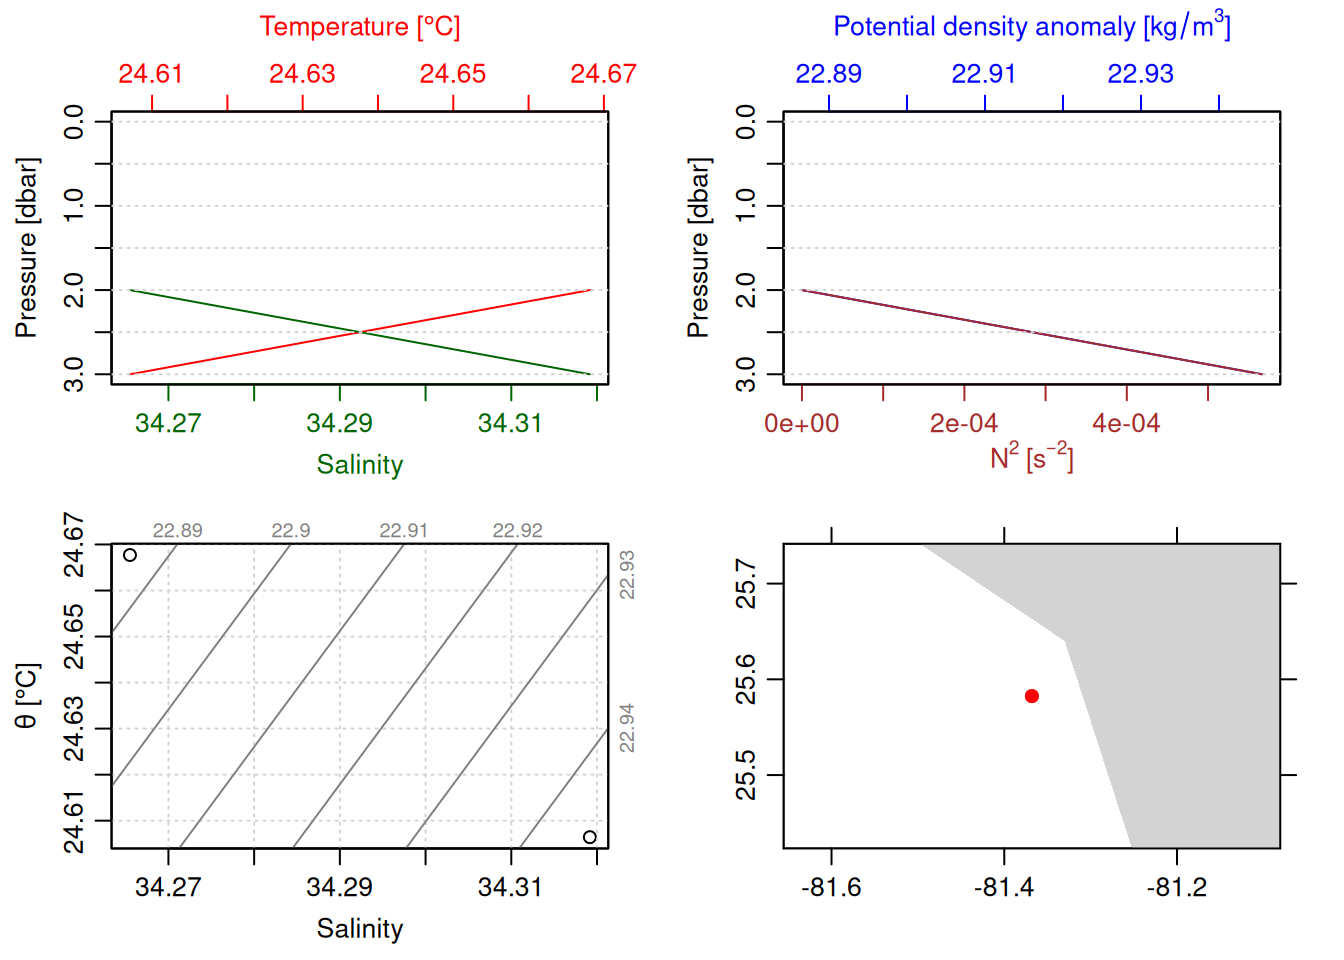 Temperature [°C]
24.61 24.63 24.65 24.67
Pressure [dbar]
0.0
1.0
2.0
3.0
34.27 34.29 34.31
Salinity
Potential density anomaly [kg/m³]
22.89 22.91 22.93
Pressure [dbar]
0.0
1.0
2.0
3.0
0e+00 2e-04 4e-04
N² [s⁻²]
22.89 22.9 22.91 22.92
22.93
22.94
θ [°C]
24.67
24.65
24.63
24.61
34.27 34.29 34.31
Salinity
25.7
25.6
25.5
-81.6 -81.4 -81.2